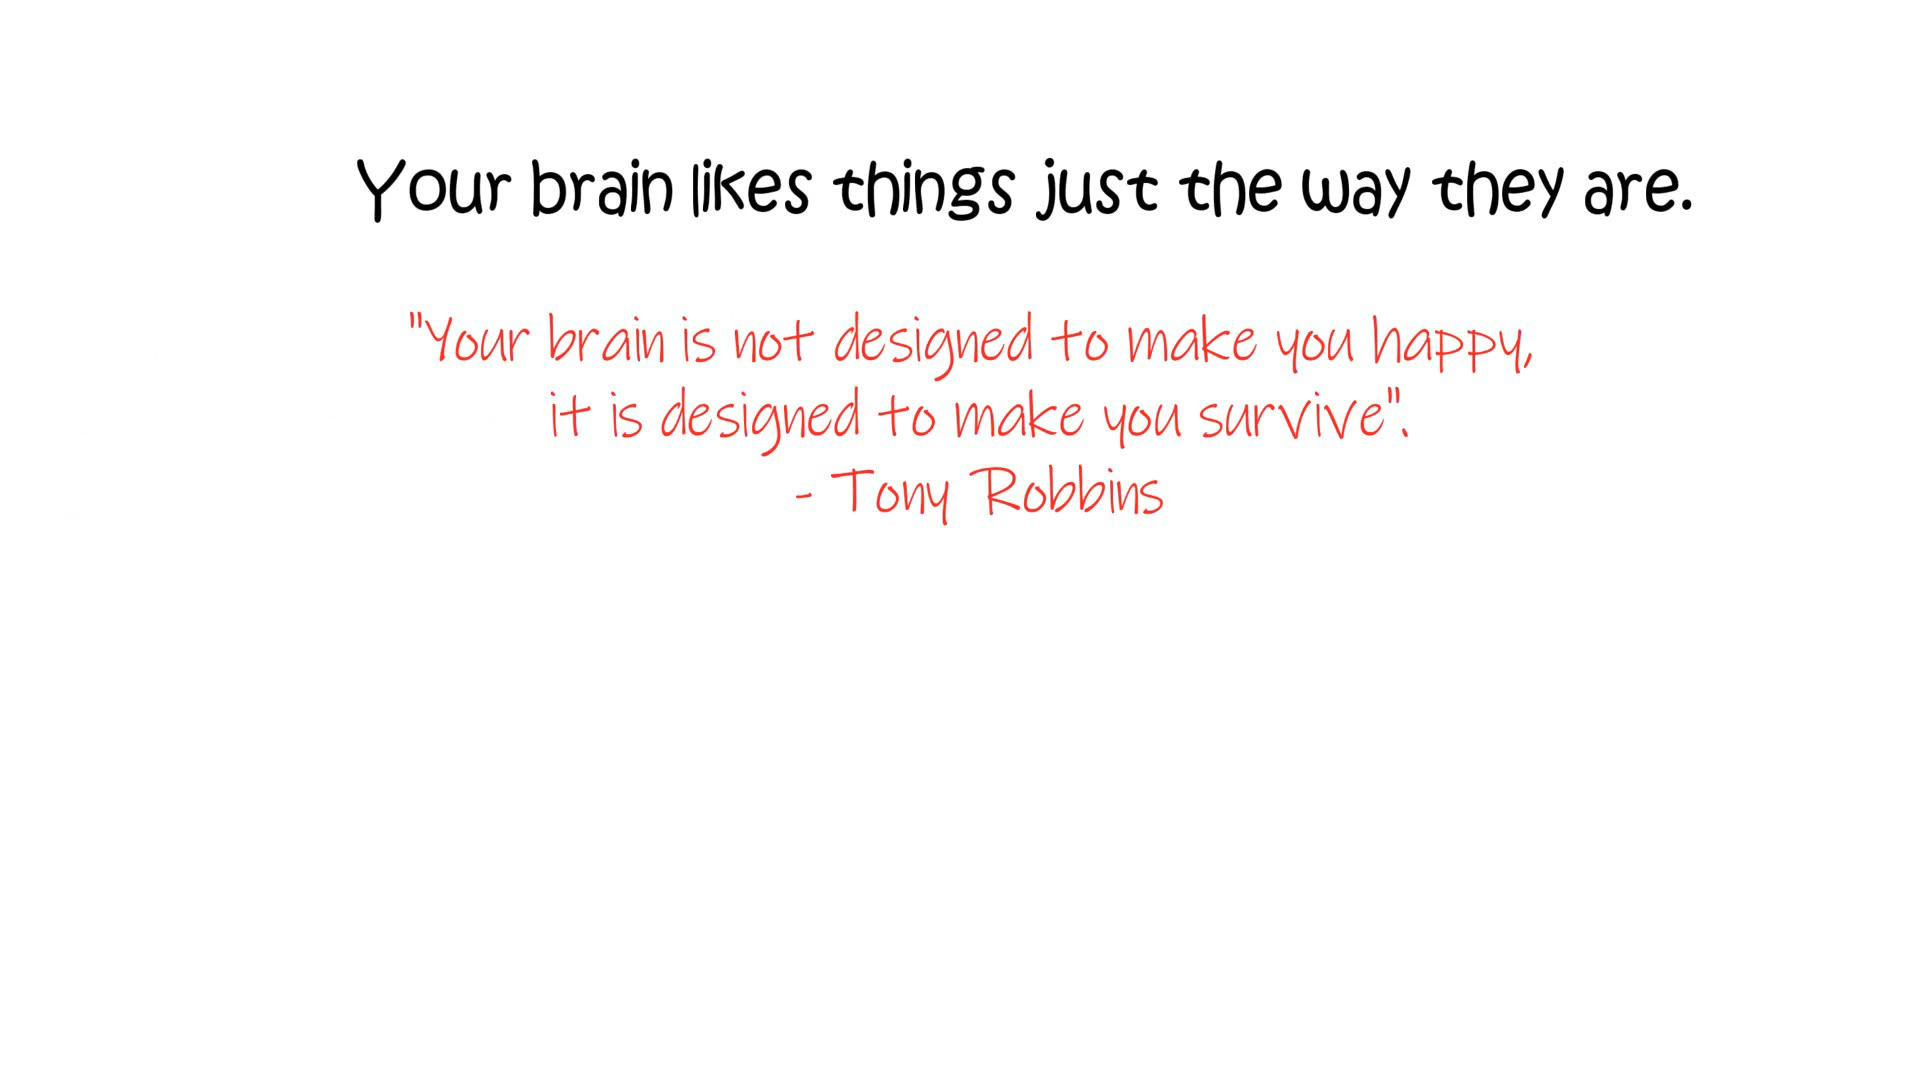 Your brain likes things just the way they are.
"Your brain is not designed to make you happy,
it is designed to make you survive".
- Tony Robbins